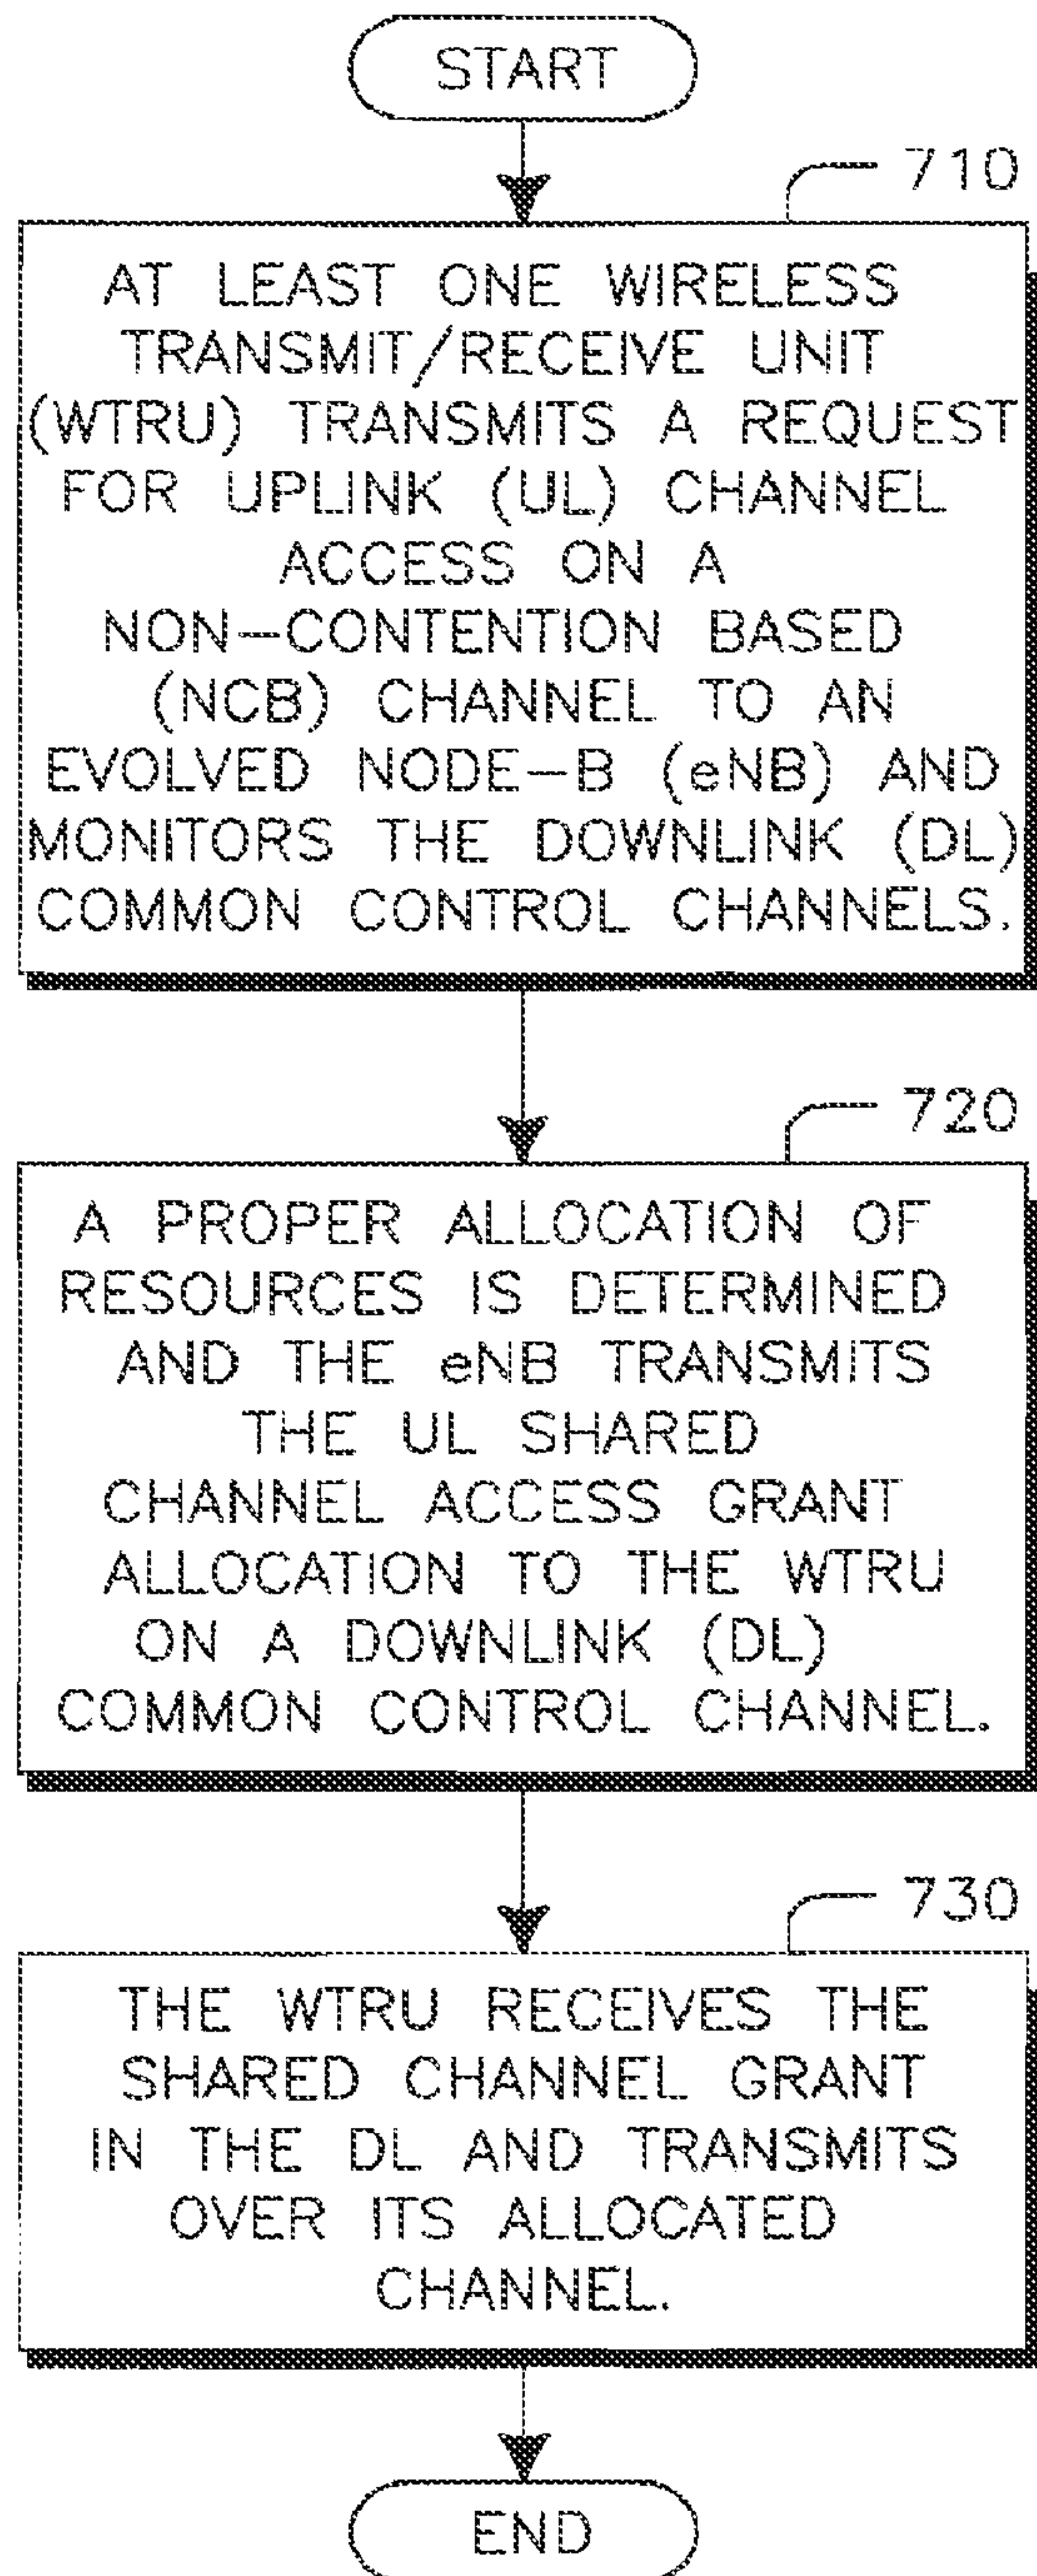 START
710
AT LEAST ONE WIRELESS
TRANSMIT/RECEIVE UNIT
(WTRU) TRANSMITS A REQUEST
FOR UPLINK (UL) CHANNEL
ACCESS ON A
NON-CONTENTION BASED
(NCB) CHANNEL TO AN
EVOLVED NODE-B (eNB) AND
MONITORS THE DOWNLINK (DL)
COMMON CONTROL CHANNELS.
720
A PROPER ALLOCATION OF
RESOURCES IS DETERMINED
AND THE eNB TRANSMITS
THE UL SHARED
CHANNEL ACCESS GRANT
ALLOCATION TO THE WTRU
ON A DOWNLINK (DL)
COMMON CONTROL CHANNEL.
730
THE WTRU RECEIVES THE
SHARED CHANNEL GRANT
IN THE DL AND TRANSMITS
OVER ITS ALLOCATED
CHANNEL.
END